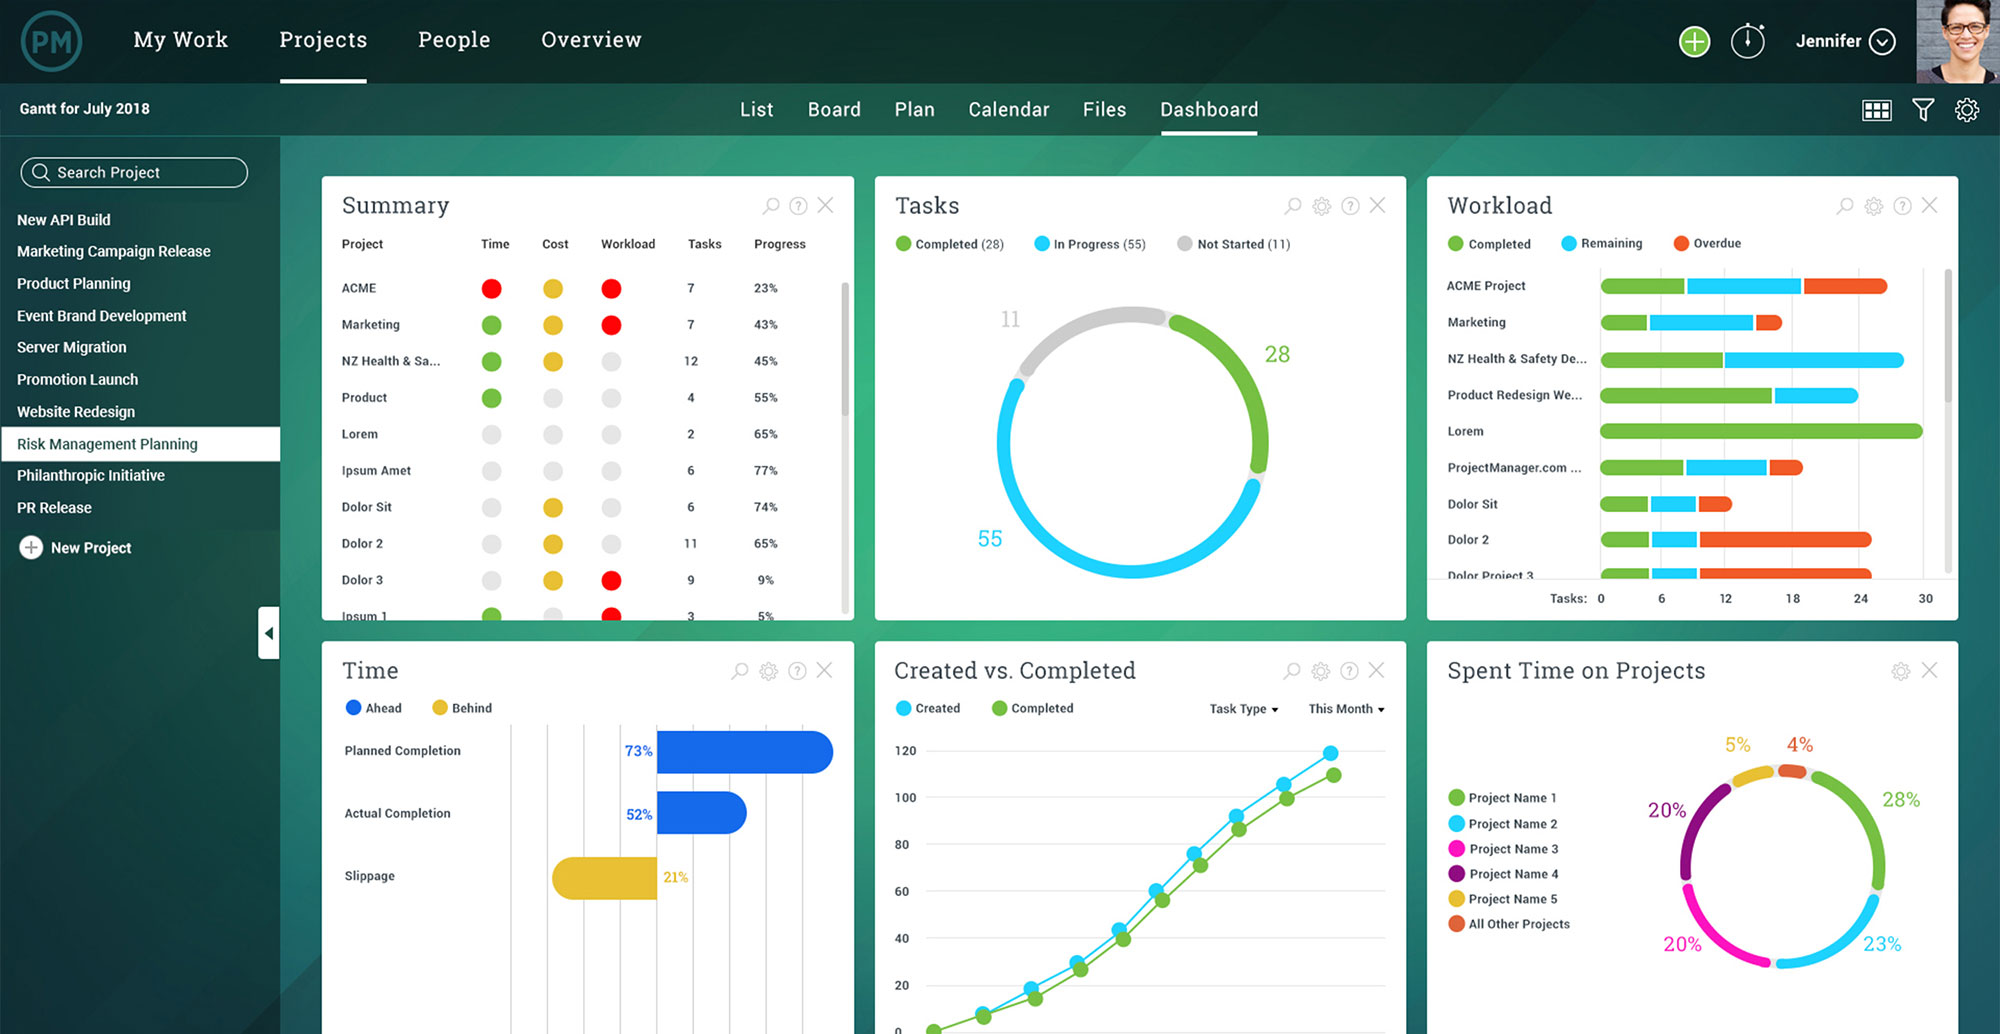 PM
My Work Projects People Overview
Jennifer
Gantt for July 2018
List Board Plan Calendar Files Dashboard
Search Project
New API Build
Marketing Campaign Release
Product Planning
Event Brand Development
Server Migration
Promotion Launch
Website Redesign
Risk Management Planning
Philanthropic Initiative
PR Release
New Project
Summary
Project Time Cost Workload Tasks Progress
ACME 7 23%
Marketing 7 43%
NZ Health & Sa... 12 45%
Product 4 55%
Lorem 2 65%
Ipsum Amet 6 77%
Dolor Sit 6 74%
Dolor 2 11 65%
Dolor 3 9 9%
Ipsum 1 3 5%
Tasks
Completed (28) In Progress (55) Not Started (11)
11
28
55
Workload
Completed Remaining Overdue
ACME Project
Marketing
NZ Health & Safety De...
Product Redesign We...
Lorem
ProjectManager.com ...
Dolor Sit
Dolor 2
Dolor Project 3
Tasks: 0 6 12 18 24 30
Time
Ahead Behind
Planned Completion 73%
Actual Completion 52%
Slippage 21%
Created vs. Completed
Created Completed Task Type This Month
120
100
80
60
40
20
0
Spent Time on Projects
5% 4%
28%
20%
20%
23%
Project Name 1
Project Name 2
Project Name 3
Project Name 4
Project Name 5
All Other Projects